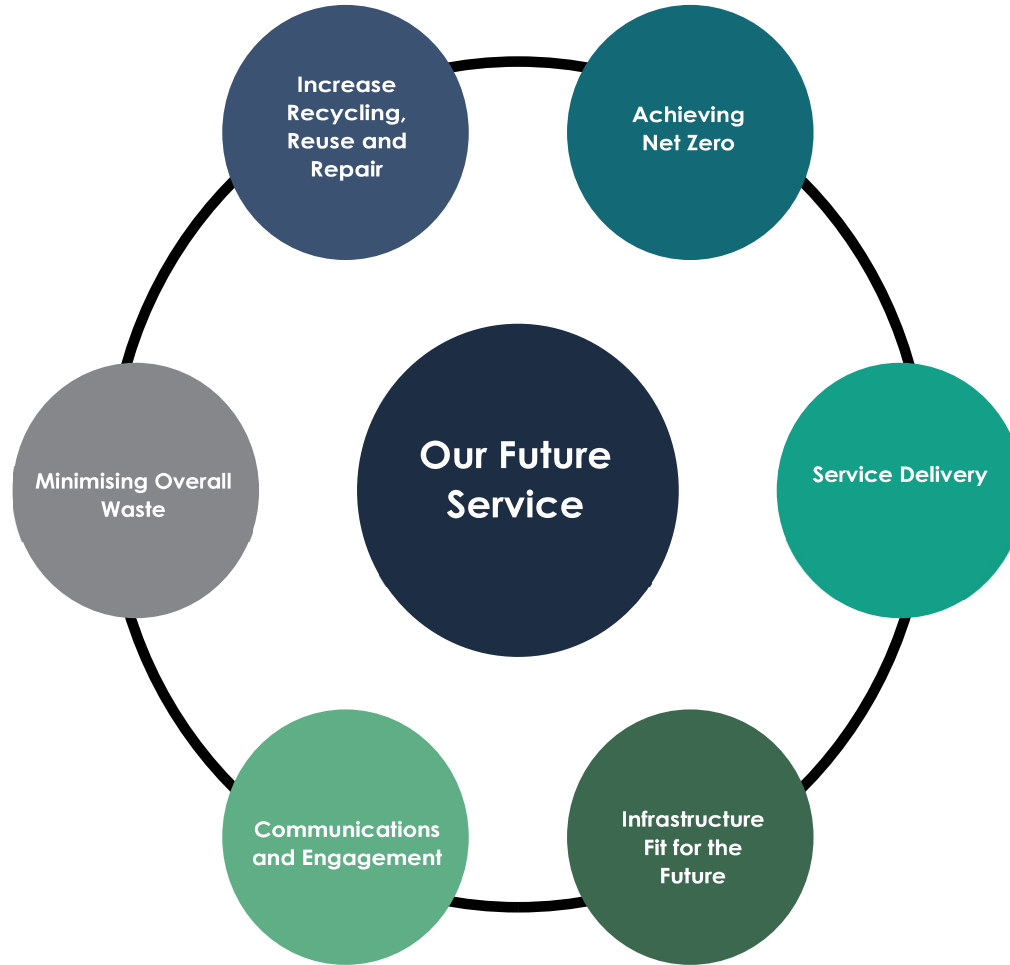 Increase
Recycling,
Reuse and
Repair
Achieving
Net Zero
Our Future
Service
Minimising Overall
Waste
Service Delivery
Communications
and Engagement
Infrastructure
Fit for the
Future